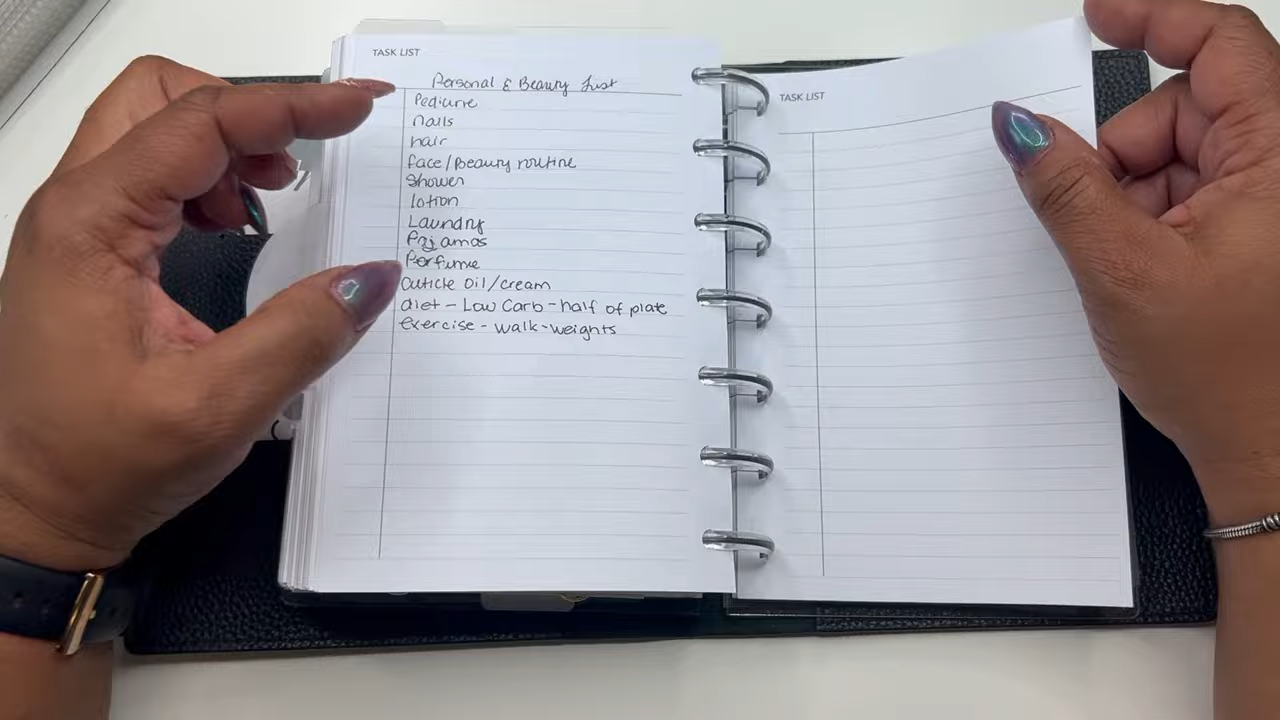 TASK LIST
Personal & Beauty List
Pedicure
nails
hair
face/Beauty routine
Shower
lotion
Laundry
Pajamas
Perfume
Cuticle Oil/cream
diet - Low Carb - half of plate
exercise - walk - weights
TASK LIST